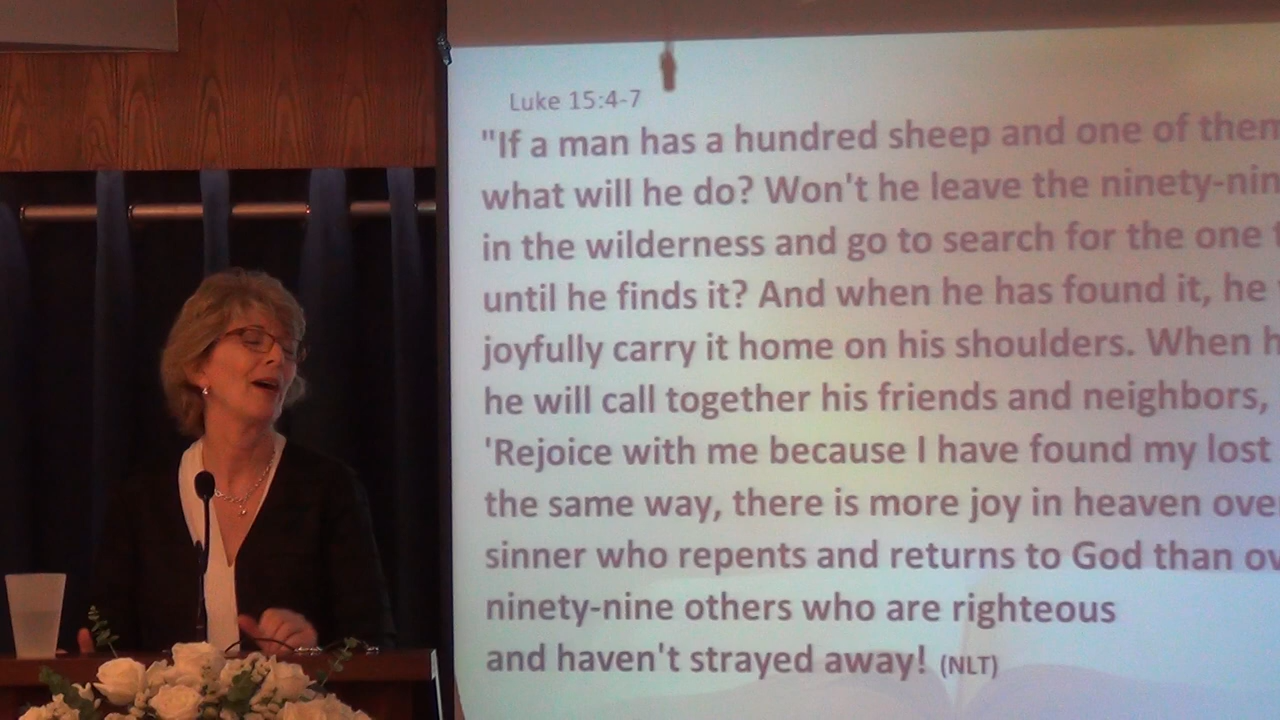 Luke 15:4-7
"If a man has a hundred sheep and one of them
what will he do? Won't he leave the ninety-nin
in the wilderness and go to search for the one
until he finds it? And when he has found it, he
joyfully carry it home on his shoulders. When h
he will call together his friends and neighbors,
'Rejoice with me because I have found my lost
the same way, there is more joy in heaven ove
sinner who repents and returns to God than ov
ninety-nine others who are righteous
and haven't strayed away! (NLT)